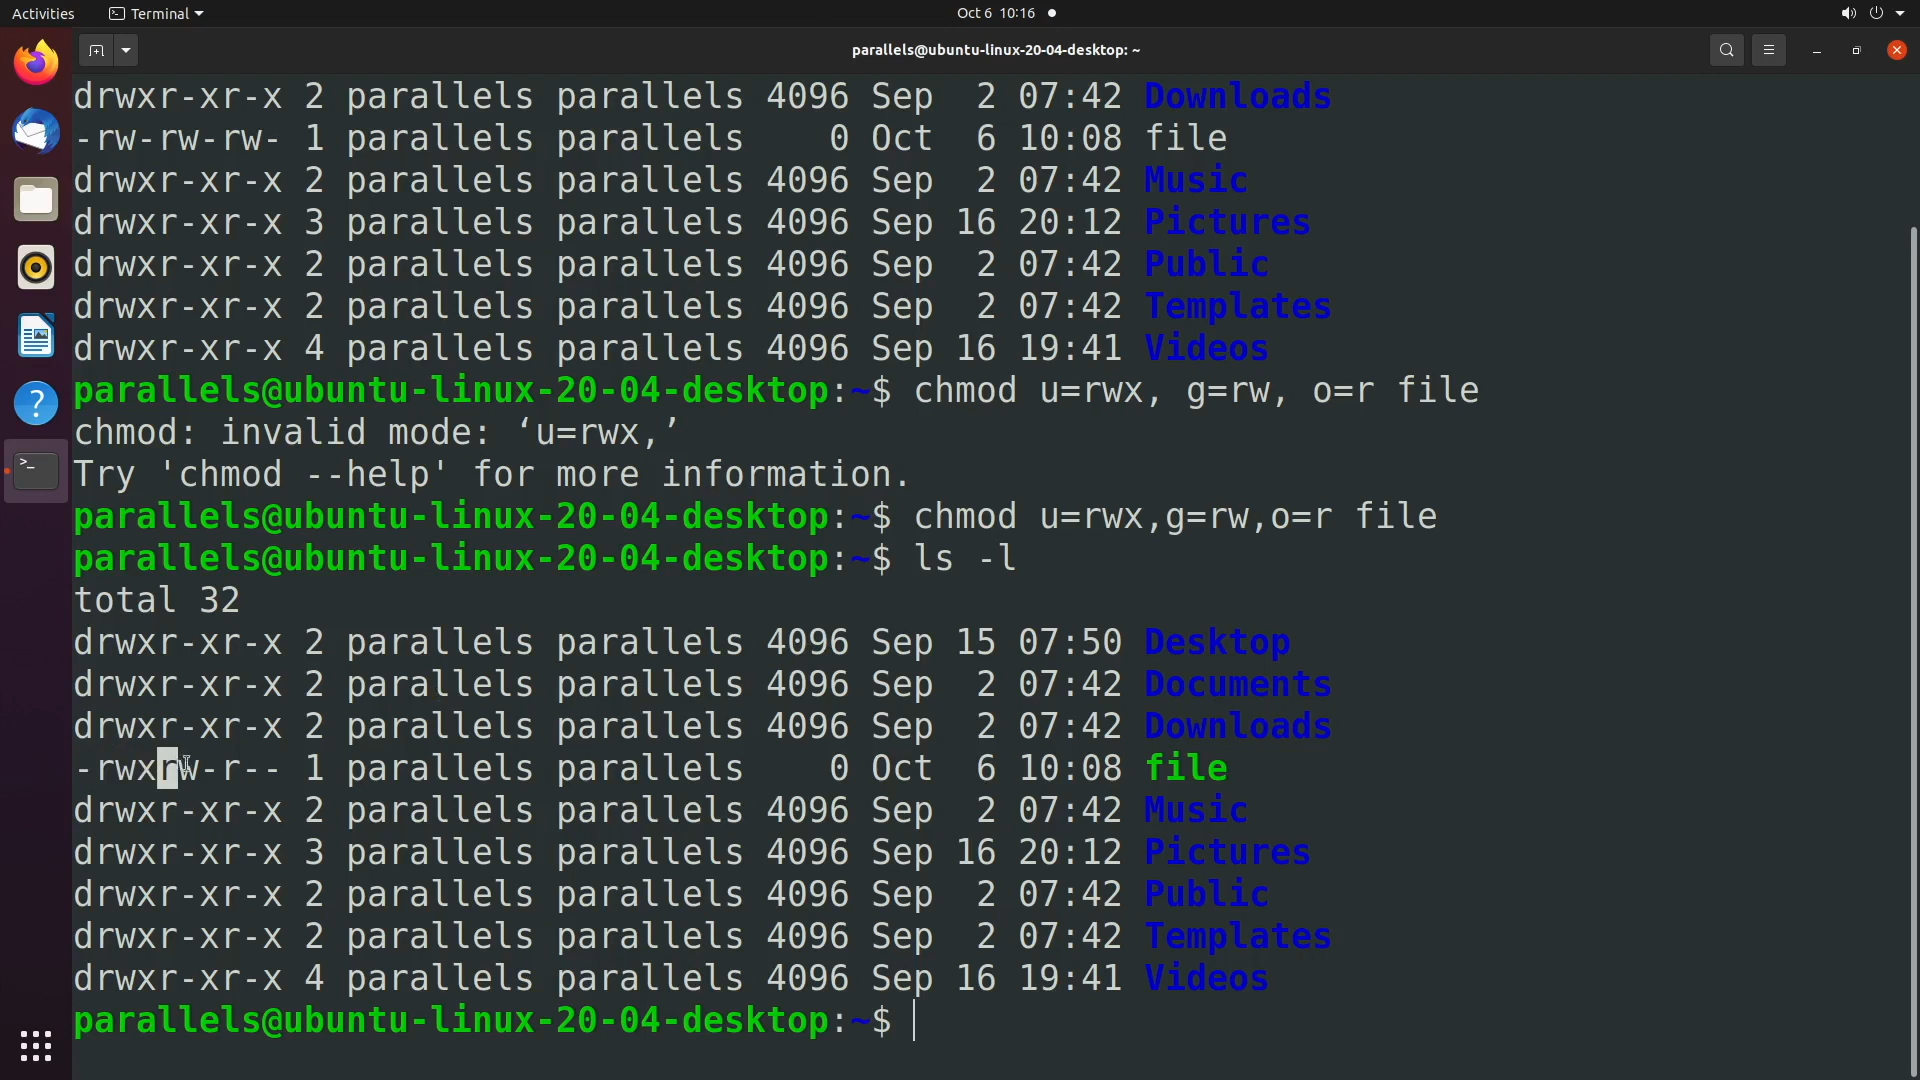 Activities Terminal Oct 6 10:16
parallels@ubuntu-linux-20-04-desktop: ~
drwxr-xr-x 2 parallels parallels 4096 Sep  2 07:42 Downloads
-rw-rw-rw- 1 parallels parallels    0 Oct  6 10:08 file
drwxr-xr-x 2 parallels parallels 4096 Sep  2 07:42 Music
drwxr-xr-x 3 parallels parallels 4096 Sep 16 20:12 Pictures
drwxr-xr-x 2 parallels parallels 4096 Sep  2 07:42 Public
drwxr-xr-x 2 parallels parallels 4096 Sep  2 07:42 Templates
drwxr-xr-x 4 parallels parallels 4096 Sep 16 19:41 Videos
parallels@ubuntu-linux-20-04-desktop:~$ chmod u=rwx, g=rw, o=r file
chmod: invalid mode: ‘u=rwx,’
Try 'chmod --help' for more information.
parallels@ubuntu-linux-20-04-desktop:~$ chmod u=rwx,g=rw,o=r file
parallels@ubuntu-linux-20-04-desktop:~$ ls -l
total 32
drwxr-xr-x 2 parallels parallels 4096 Sep 15 07:50 Desktop
drwxr-xr-x 2 parallels parallels 4096 Sep  2 07:42 Documents
drwxr-xr-x 2 parallels parallels 4096 Sep  2 07:42 Downloads
-rwxrw-r-- 1 parallels parallels    0 Oct  6 10:08 file
drwxr-xr-x 2 parallels parallels 4096 Sep  2 07:42 Music
drwxr-xr-x 3 parallels parallels 4096 Sep 16 20:12 Pictures
drwxr-xr-x 2 parallels parallels 4096 Sep  2 07:42 Public
drwxr-xr-x 2 parallels parallels 4096 Sep  2 07:42 Templates
drwxr-xr-x 4 parallels parallels 4096 Sep 16 19:41 Videos
parallels@ubuntu-linux-20-04-desktop:~$